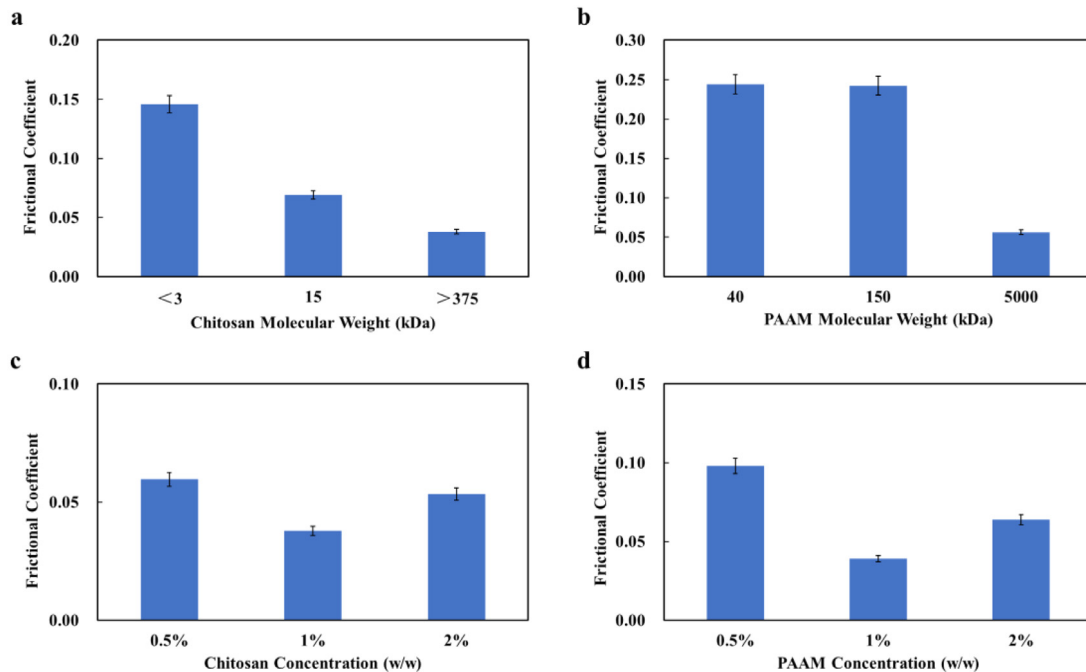 a
Frictional Coefficient
0.20
0.15
0.10
0.05
0.00
<3
15
>375
Chitosan Molecular Weight (kDa)
b
Frictional Coefficient
0.30
0.25
0.20
0.15
0.10
0.05
0.00
40
150
5000
PAAM Molecular Weight (kDa)
c
Frictional Coefficient
0.10
0.05
0.00
0.5%
1%
2%
Chitosan Concentration (w/w)
d
Frictional Coefficient
0.15
0.10
0.05
0.00
0.5%
1%
2%
PAAM Concentration (w/w)